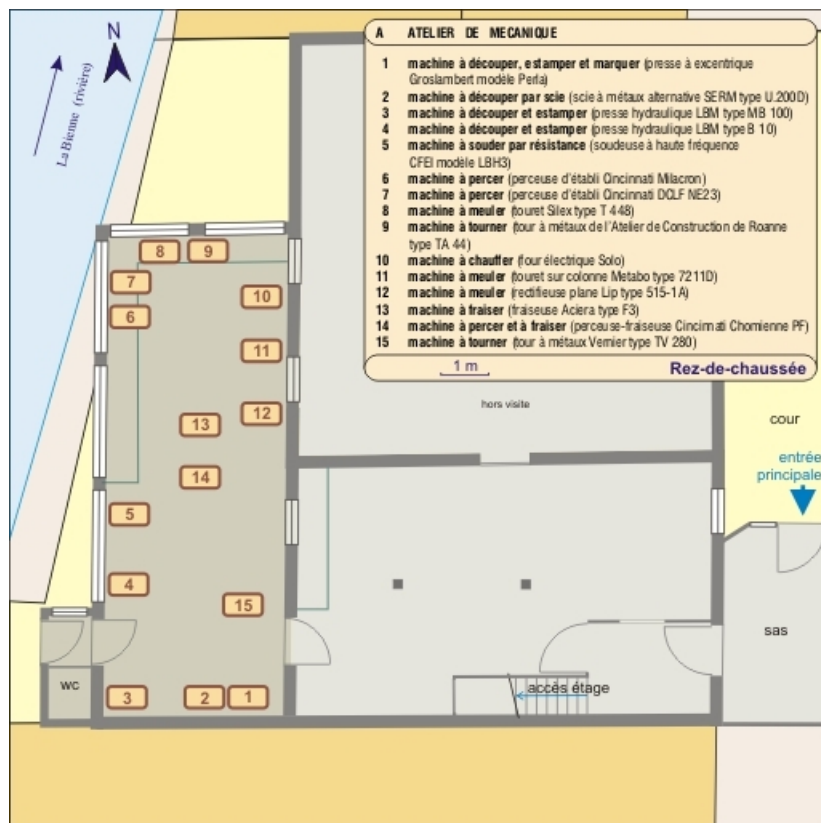 N
La Bienne (rivière)
A ATELIER DE MECANIQUE
1 machine à découper, estamper et marquer (presse à excentrique
Groslambert modèle Perla)
2 machine à découper par scie (scie à métaux alternative SERM type U.200D)
3 machine à découper et estamper (presse hydraulique LBM type MB 100)
4 machine à découper et estamper (presse hydraulique LBM type B 10)
5 machine à souder par résistance (soudeuse à haute fréquence
CFEI modèle LBH3)
6 machine à percer (perceuse d'établi Cincinnati Milacron)
7 machine à percer (perceuse d'établi Cincinnati DCLF NE23)
8 machine à meuler (touret Silex type T 448)
9 machine à tourner (tour à métaux de l'Atelier de Construction de Roanne
type TA 44)
10 machine à chauffer (four électrique Solo)
11 machine à meuler (touret sur colonne Metabo type 7211D)
12 machine à meuler (rectifieuse plane Lip type 515-1A)
13 machine à fraiser (fraiseuse Aciera type F3)
14 machine à percer et à fraiser (perceuse-fraiseuse Cincinnati Chomienne PF)
15 machine à tourner (tour à métaux Vernier type TV 280)
1 m Rez-de-chaussée
8 9
7
10
6
11
hors visite
12
13
cour
14
entrée
principale
5
4
15
sas
wc
3 2 1
accès étage